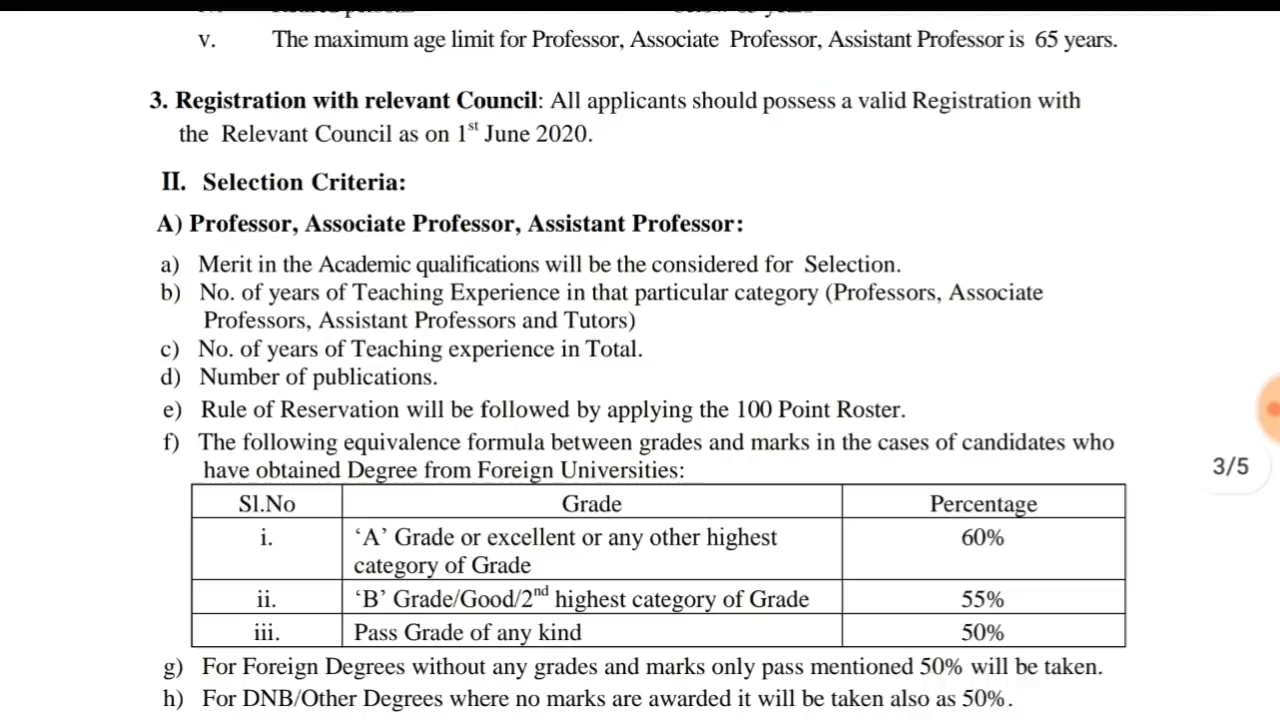 v. The maximum age limit for Professor, Associate Professor, Assistant Professor is 65 years.
3. Registration with relevant Council: All applicants should possess a valid Registration with
the Relevant Council as on 1st June 2020.
II. Selection Criteria:
A) Professor, Associate Professor, Assistant Professor:
a) Merit in the Academic qualifications will be the considered for Selection.
b) No. of years of Teaching Experience in that particular category (Professors, Associate
Professors, Assistant Professors and Tutors)
c) No. of years of Teaching experience in Total.
d) Number of publications.
e) Rule of Reservation will be followed by applying the 100 Point Roster.
f) The following equivalence formula between grades and marks in the cases of candidates who
have obtained Degree from Foreign Universities:
3/5
Sl.No Grade Percentage
i. ‘A’ Grade or excellent or any other highest 60%
category of Grade
ii. ‘B’ Grade/Good/2nd highest category of Grade 55%
iii. Pass Grade of any kind 50%
g) For Foreign Degrees without any grades and marks only pass mentioned 50% will be taken.
h) For DNB/Other Degrees where no marks are awarded it will be taken also as 50%.